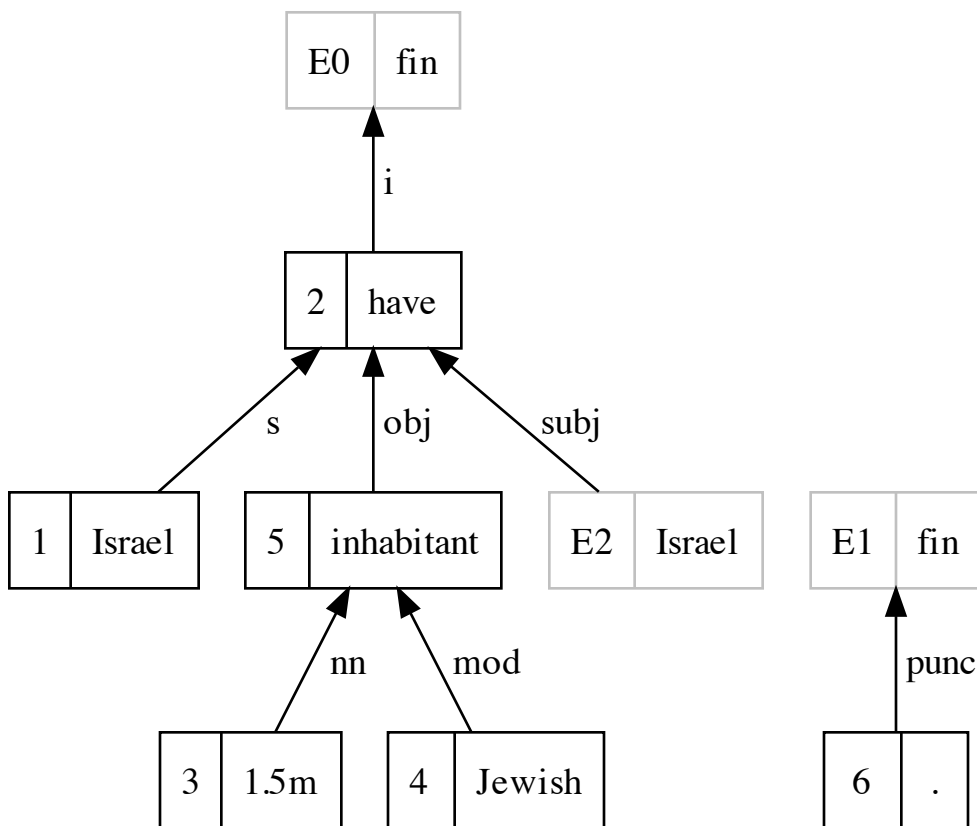 E0 fin
i
2 have
s obj subj
1 Israel 5 inhabitant E2 Israel E1 fin
nn mod punc
3 1.5m 4 Jewish 6 .